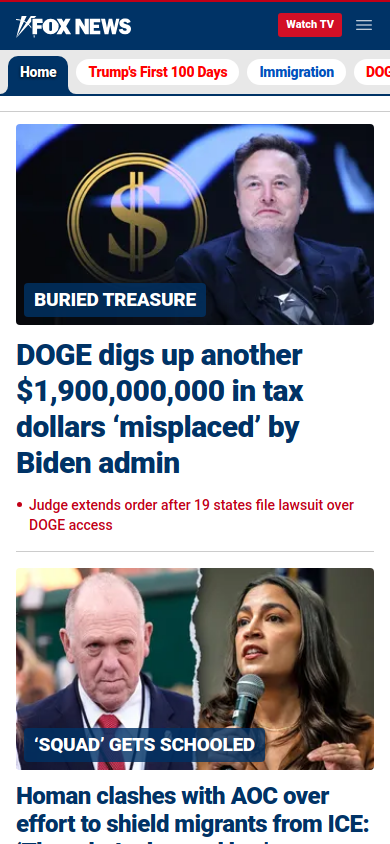 FOX NEWS
Watch TV
Home
Trump's First 100 Days
Immigration
DOG
$
BURIED TREASURE
DOGE digs up another
$1,900,000,000 in tax
dollars ‘misplaced’ by
Biden admin
• Judge extends order after 19 states file lawsuit over
DOGE access
‘SQUAD’ GETS SCHOOLED
Homan clashes with AOC over
effort to shield migrants from ICE: